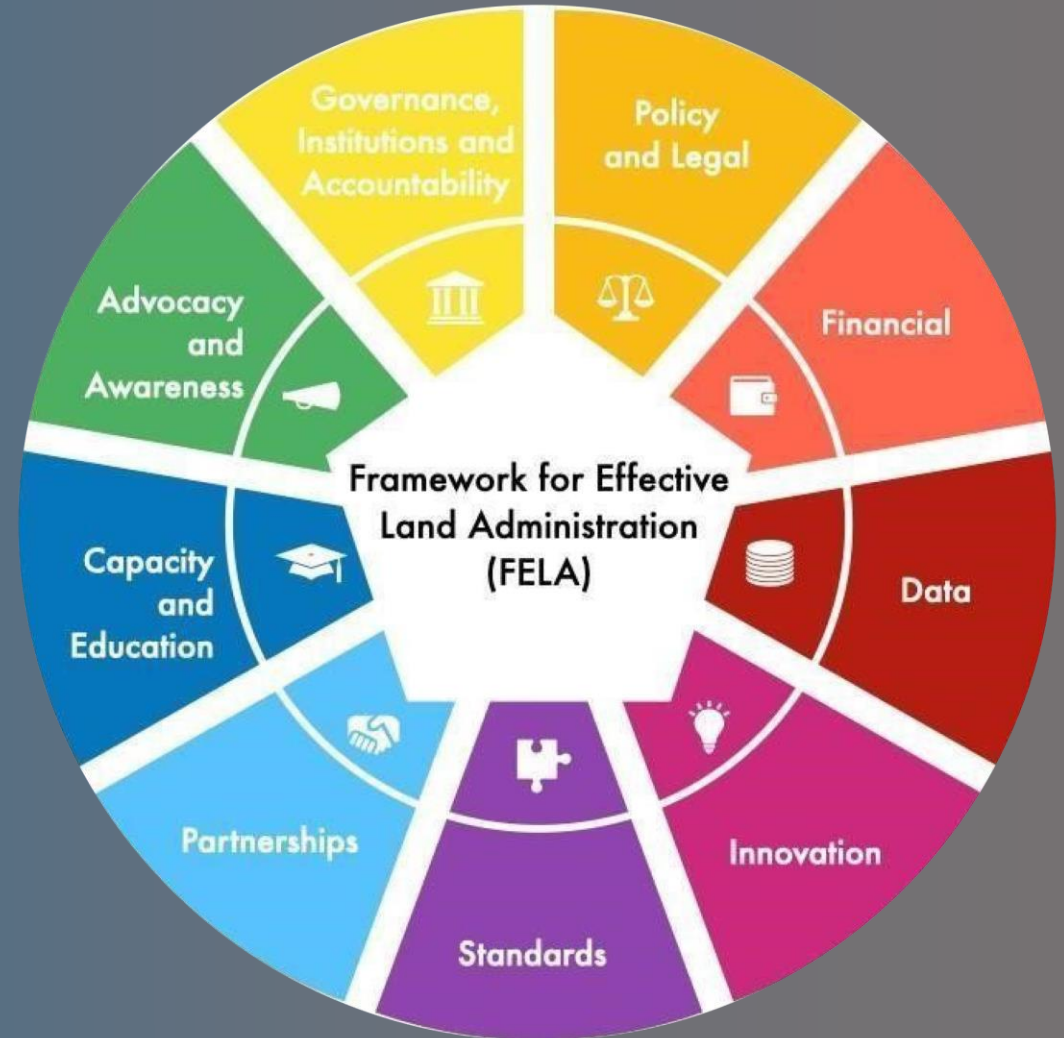 Governance,
Institutions and
Accountability
Policy
and Legal
Financial
Data
Innovation
Standards
Partnerships
Capacity
and
Education
Advocacy
and
Awareness
Framework for Effective
Land Administration
(FELA)